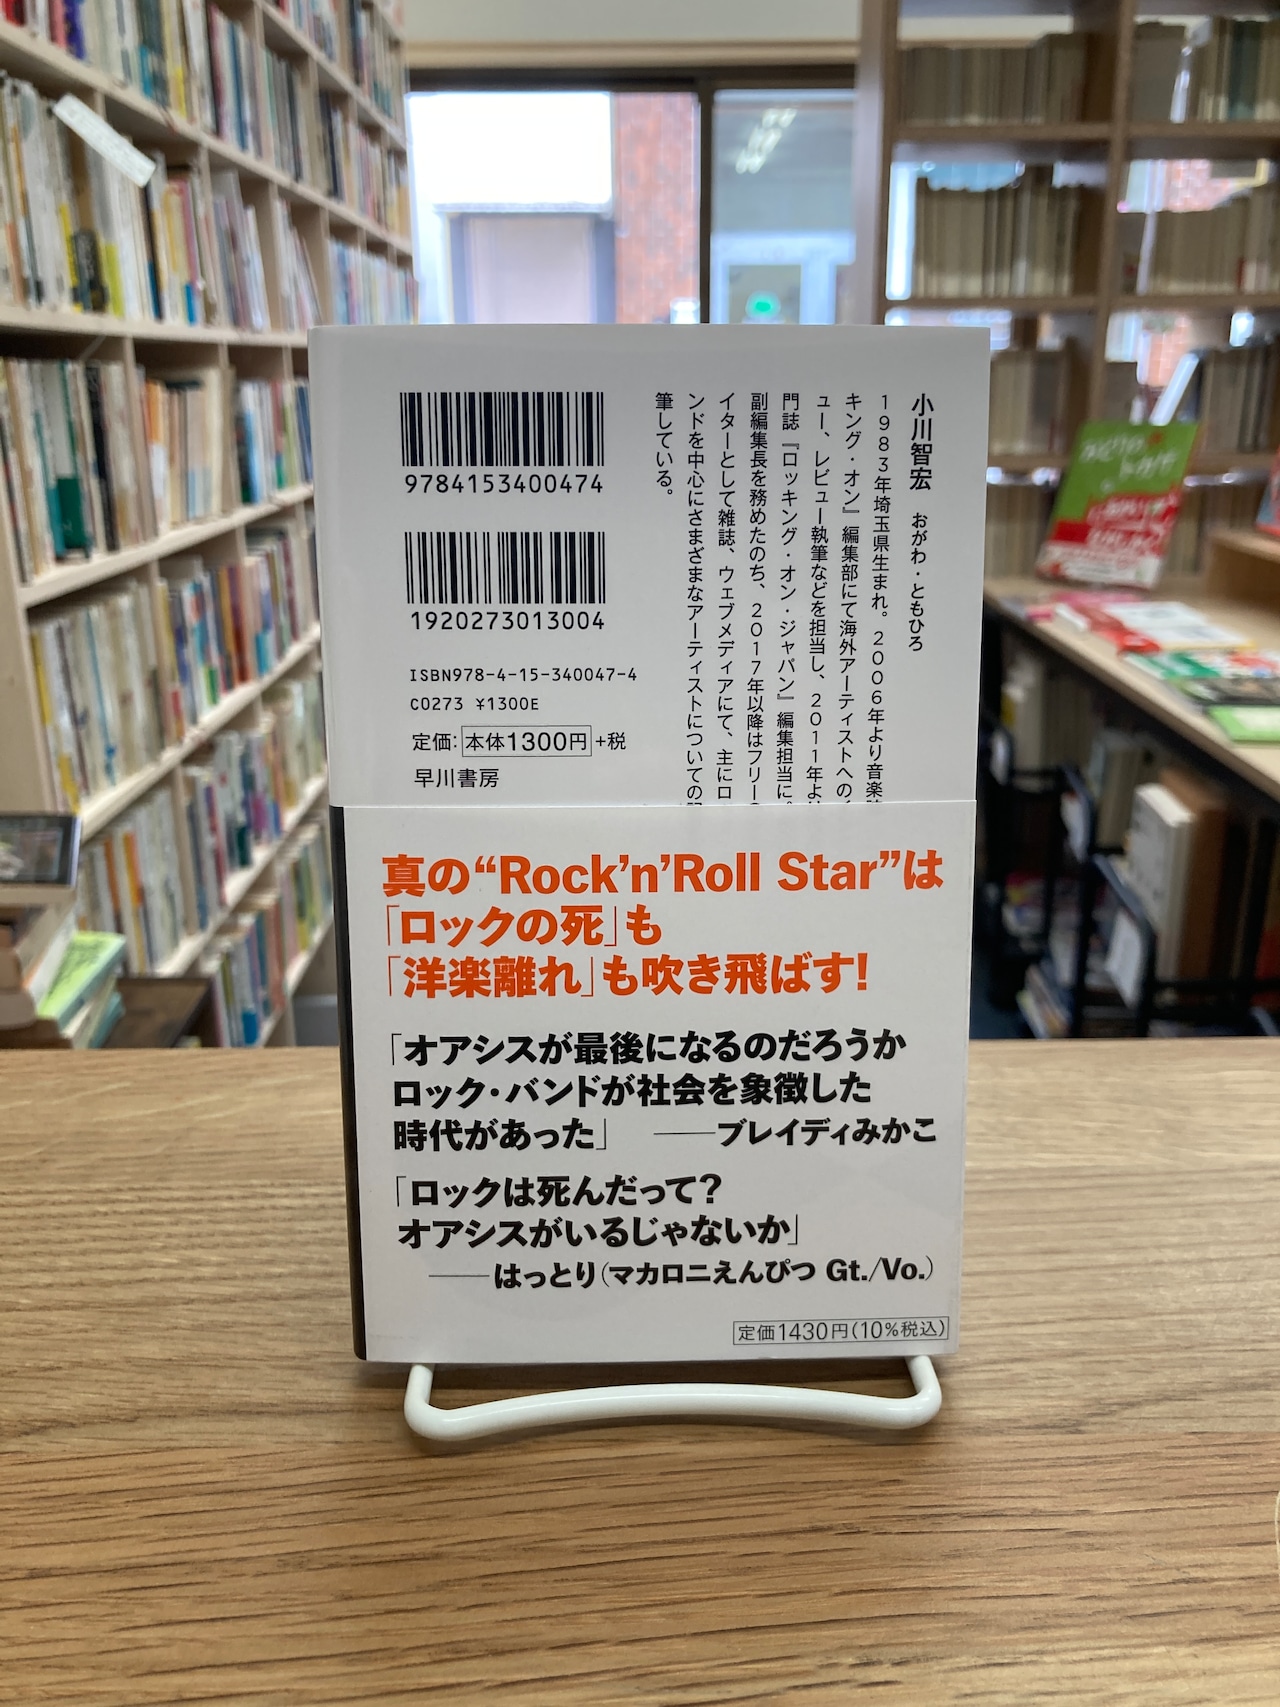 9784153400474
1920273013004
ISBN978-4-15-340047-4
C0273 ¥1300E
定価: 本体1300円 +税
早川書房
小川智宏 おがわ・ともひろ
1983年埼玉県生まれ。2006年より音楽
キング・オン』編集部にて海外アーティストへの
ュー、レビュー執筆などを担当し、2011年よ
門誌『ロッキング・オン・ジャパン』編集担当に。
副編集長を務めたのち、2017年以降はフリーの
イターとして雑誌、ウェブメディアにて、主にロ
ンドを中心にさまざまなアーティストについての
筆している。
真の“Rock’n’Roll Star”は
「ロックの死」も
「洋楽離れ」も吹き飛ばす!
「オアシスが最後になるのだろうか
ロック・バンドが社会を象徴した
時代があった」 ――ブレイディみかこ
「ロックは死んだって?
オアシスがいるじゃないか」
――はっとり(マカロニえんぴつ Gt./Vo.)
定価1430円(10%税込)